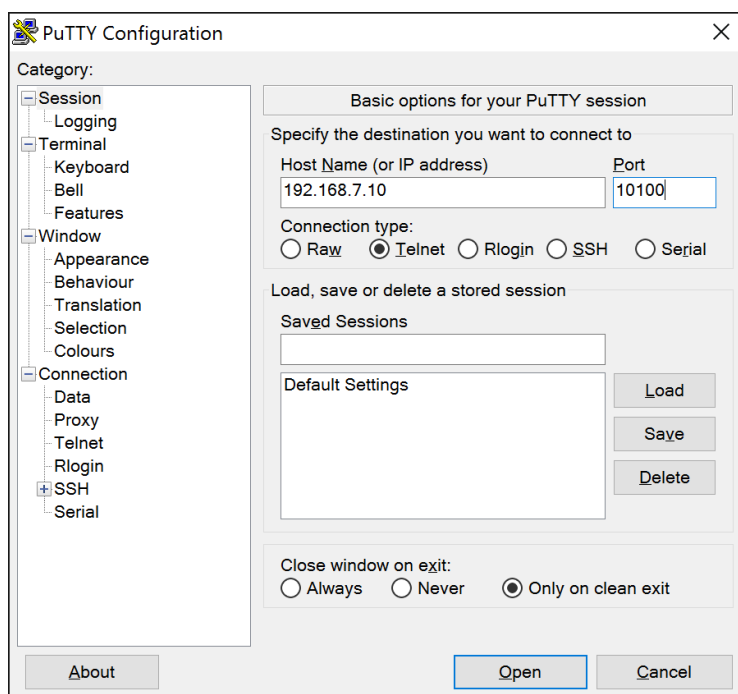 PuTTY Configuration
Category:
Session
Logging
Terminal
Keyboard
Bell
Features
Window
Appearance
Behaviour
Translation
Selection
Colours
Connection
Data
Proxy
Telnet
Rlogin
SSH
Serial
Basic options for your PuTTY session
Specify the destination you want to connect to
Host Name (or IP address) Port
192.168.7.10 10100
Connection type:
Raw Telnet Rlogin SSH Serial
Load, save or delete a stored session
Saved Sessions
Default Settings
Load
Save
Delete
Close window on exit:
Always Never Only on clean exit
About Open Cancel